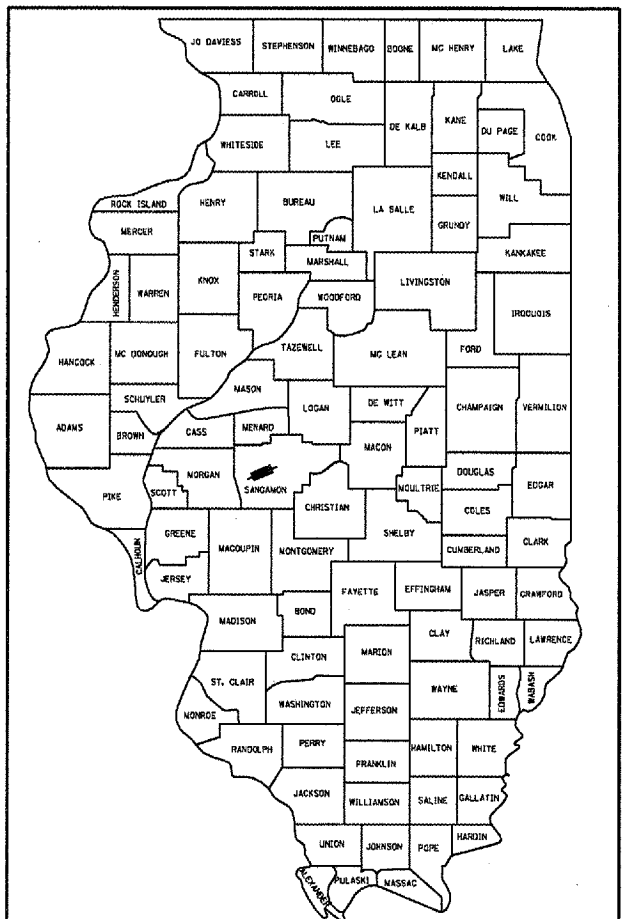 JO DAVIESS
STEPHENSON
WINNEBAGO
BOONE
MC HENRY
LAKE
CARROLL
OGLE
DE KALB
KANE
DU PAGE
COOK
WHITESIDE
LEE
KENDALL
WILL
ROCK ISLAND
HENRY
BUREAU
LA SALLE
GRUNDY
MERCER
PUTNAM
KANKAKEE
STARK
MARSHALL
HENDERSON
WARREN
KNOX
PEORIA
WOODFORD
LIVINGSTON
IROQUOIS
HANCOCK
MC DONOUGH
FULTON
TAZEWELL
MC LEAN
FORD
SCHUYLER
MASON
LOGAN
DE WITT
CHAMPAIGN
VERMILION
ADAMS
BROWN
CASS
MENARD
MACON
PIATT
PIKE
SCOTT
MORGAN
SANGAMON
CHRISTIAN
MOULTRIE
DOUGLAS
EDGAR
COLES
CALHOUN
GREENE
MACOUPIN
MONTGOMERY
SHELBY
CUMBERLAND
CLARK
JERSEY
FAYETTE
EFFINGHAM
JASPER
CRAWFORD
MADISON
BOND
CLAY
RICHLAND
LAWRENCE
ST. CLAIR
CLINTON
MARION
WAYNE
EDWARDS
WABASH
MONROE
WASHINGTON
JEFFERSON
RANDOLPH
PERRY
HAMILTON
WHITE
FRANKLIN
JACKSON
WILLIAMSON
SALINE
GALLATIN
UNION
JOHNSON
POPE
HARDIN
ALEXANDER
PULASKI
MASSAC